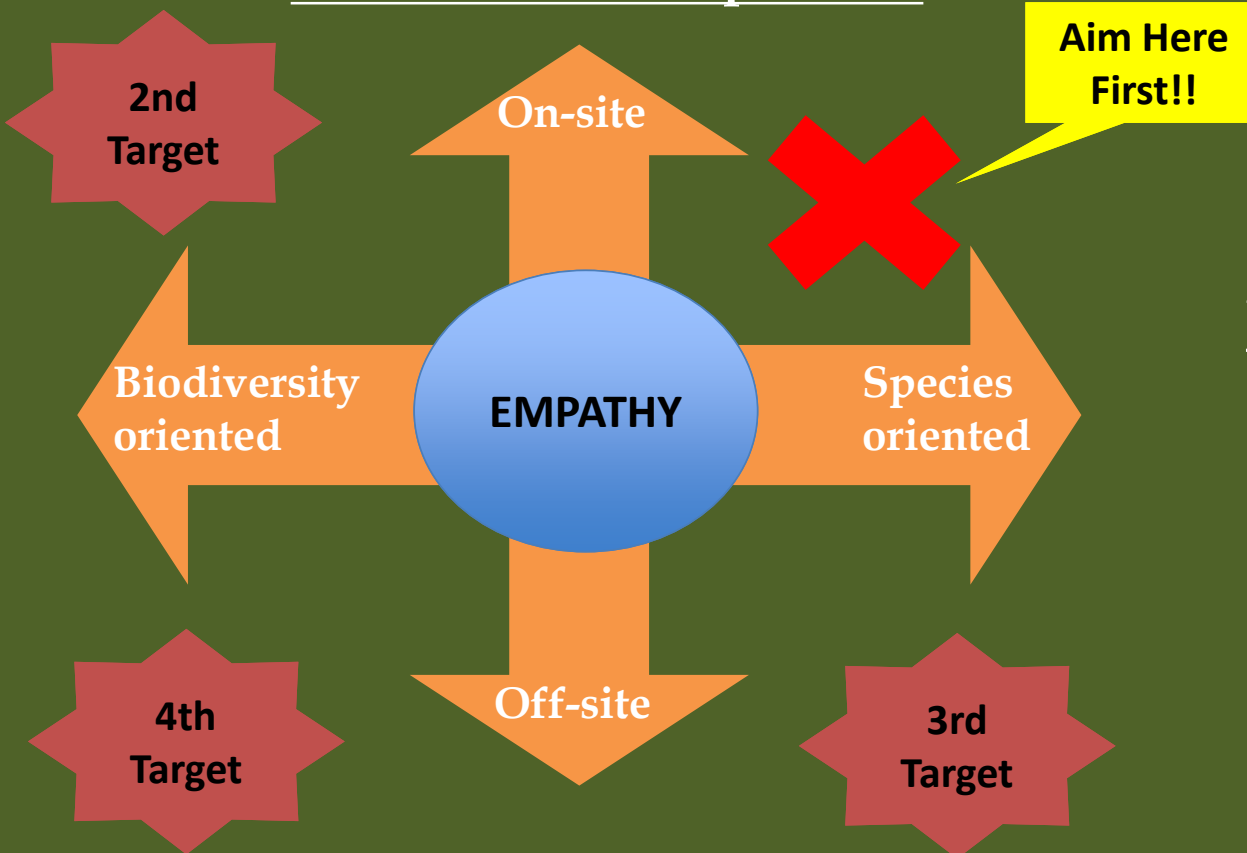 Aim Here
First!!
2nd
Target
On-site
Biodiversity
oriented
EMPATHY
Species
oriented
Off-site
4th
Target
3rd
Target